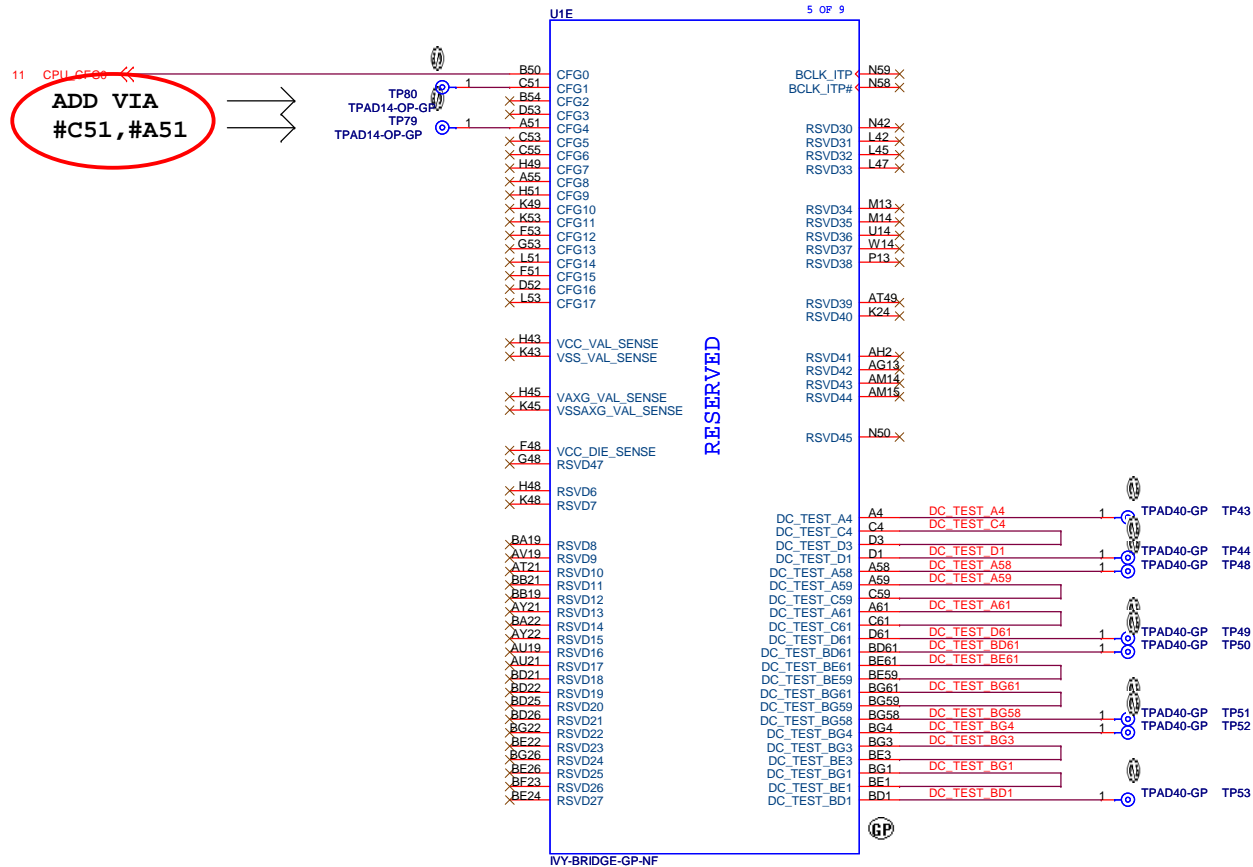 U1E
5 OF 9
11 CPU_CFG0
ADD VIA
#C51,#A51
TP80
TPAD14-OP-GP
TP79
TPAD14-OP-GP
1
1
B50 CFG0
C51 CFG1
B54 CFG2
D53 CFG3
A51 CFG4
C53 CFG5
C55 CFG6
H49 CFG7
A55 CFG8
H51 CFG9
K49 CFG10
K53 CFG11
F53 CFG12
G53 CFG13
L51 CFG14
F51 CFG15
D52 CFG16
L53 CFG17
H43 VCC_VAL_SENSE
K43 VSS_VAL_SENSE
H45 VAXG_VAL_SENSE
K45 VSSAXG_VAL_SENSE
F48 VCC_DIE_SENSE
G48 RSVD47
H48 RSVD6
K48 RSVD7
BA19 RSVD8
AV19 RSVD9
AT21 RSVD10
BB21 RSVD11
BB19 RSVD12
AY21 RSVD13
BA22 RSVD14
AY22 RSVD15
AU19 RSVD16
AU21 RSVD17
BD21 RSVD18
BD22 RSVD19
BD25 RSVD20
BD26 RSVD21
BG22 RSVD22
BE22 RSVD23
BG26 RSVD24
BE26 RSVD25
BF23 RSVD26
BE24 RSVD27
RESERVED
BCLK_ITP N59
BCLK_ITP# N58
RSVD30 N42
RSVD31 L42
RSVD32 L45
RSVD33 L47
RSVD34 M13
RSVD35 M14
RSVD36 U14
RSVD37 W14
RSVD38 P13
RSVD39 AT49
RSVD40 K24
RSVD41 AH2
RSVD42 AG13
RSVD43 AM14
RSVD44 AM15
RSVD45 N50
DC_TEST_A4 A4 DC_TEST_A4 1 TPAD40-GP TP43
DC_TEST_C4 C4 DC_TEST_C4
DC_TEST_D3 D3
DC_TEST_D1 D1 DC_TEST_D1 1 TPAD40-GP TP44
DC_TEST_A58 A58 DC_TEST_A58 1 TPAD40-GP TP48
DC_TEST_A59 A59 DC_TEST_A59
DC_TEST_C59 C59
DC_TEST_A61 A61 DC_TEST_A61
DC_TEST_C61 C61
DC_TEST_D61 D61 DC_TEST_D61 1 TPAD40-GP TP49
DC_TEST_BD61 BD61 DC_TEST_BD61 1 TPAD40-GP TP50
DC_TEST_BE61 BE61 DC_TEST_BE61
DC_TEST_BE59 BE59
DC_TEST_BG61 BG61 DC_TEST_BG61
DC_TEST_BG59 BG59
DC_TEST_BG58 BG58 DC_TEST_BG58 1 TPAD40-GP TP51
DC_TEST_BG4 BG4 DC_TEST_BG4 1 TPAD40-GP TP52
DC_TEST_BG3 BG3 DC_TEST_BG3
DC_TEST_BE3 BE3
DC_TEST_BG1 BG1 DC_TEST_BG1
DC_TEST_BE1 BE1
DC_TEST_BD1 BD1 DC_TEST_BD1 1 TPAD40-GP TP53
GP
IVY-BRIDGE-GP-NF